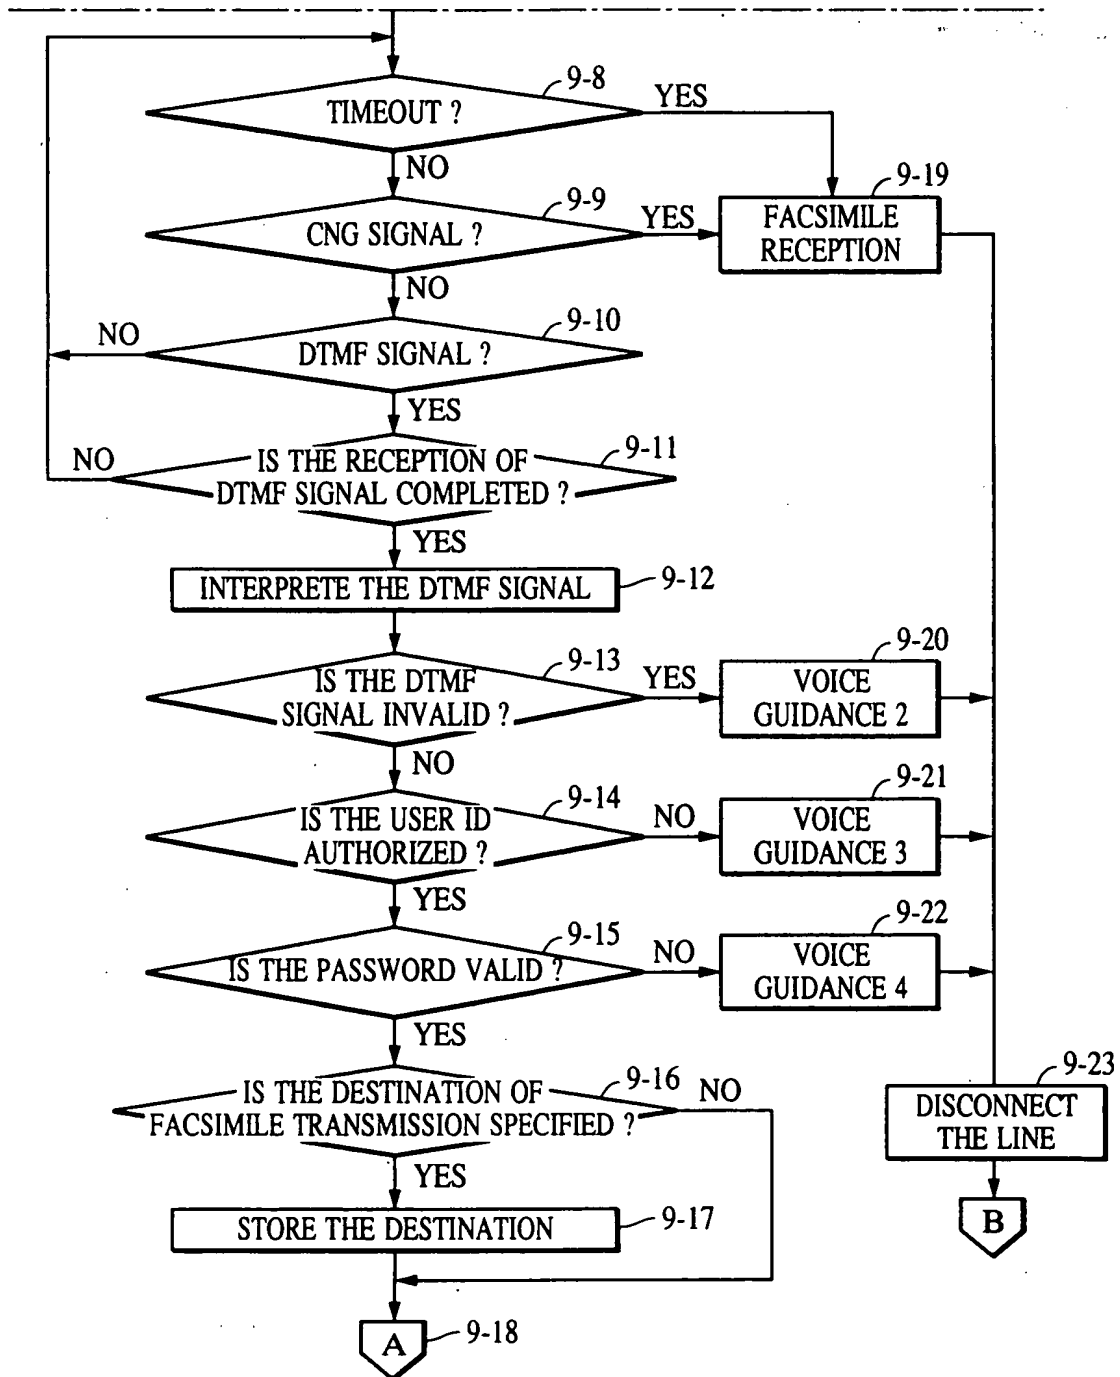 9-8
TIMEOUT ?
YES
NO
9-9
CNG SIGNAL ?
YES
9-19
FACSIMILE
RECEPTION
NO
9-10
DTMF SIGNAL ?
NO
YES
9-11
IS THE RECEPTION OF
DTMF SIGNAL COMPLETED ?
NO
YES
INTERPRETE THE DTMF SIGNAL
9-12
9-13
IS THE DTMF
SIGNAL INVALID ?
YES
9-20
VOICE
GUIDANCE 2
NO
9-14
IS THE USER ID
AUTHORIZED ?
NO
9-21
VOICE
GUIDANCE 3
YES
9-15
IS THE PASSWORD VALID ?
NO
9-22
VOICE
GUIDANCE 4
YES
9-16
IS THE DESTINATION OF
FACSIMILE TRANSMISSION SPECIFIED ?
NO
9-23
DISCONNECT
THE LINE
YES
STORE THE DESTINATION
9-17
B
A
9-18